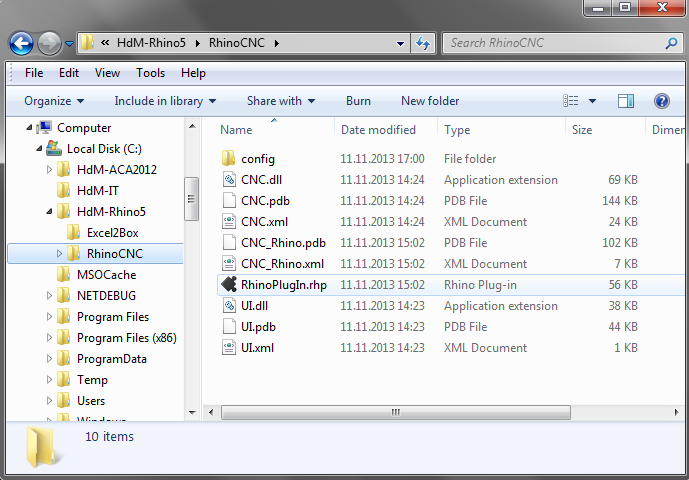 « HdM-Rhino5 ▸ RhinoCNC ▸ Search RhinoCNC
File Edit View Tools Help
Organize Include in library Share with Burn New folder
Computer
Local Disk (C:)
HdM-ACA2012
HdM-IT
HdM-Rhino5
Excel2Box
RhinoCNC
MSOCache
NETDEBUG
Program Files
Program Files (x86)
ProgramData
Temp
Users
Windows
Name Date modified Type Size Dimen
config 11.11.2013 17:00 File folder
CNC.dll 11.11.2013 14:24 Application extension 69 KB
CNC.pdb 11.11.2013 14:24 PDB File 144 KB
CNC.xml 11.11.2013 14:24 XML Document 24 KB
CNC_Rhino.pdb 11.11.2013 15:02 PDB File 102 KB
CNC_Rhino.xml 11.11.2013 15:02 XML Document 7 KB
RhinoPlugIn.rhp 11.11.2013 15:02 Rhino Plug-in 56 KB
UI.dll 11.11.2013 14:23 Application extension 38 KB
UI.pdb 11.11.2013 14:23 PDB File 44 KB
UI.xml 11.11.2013 14:23 XML Document 1 KB
10 items